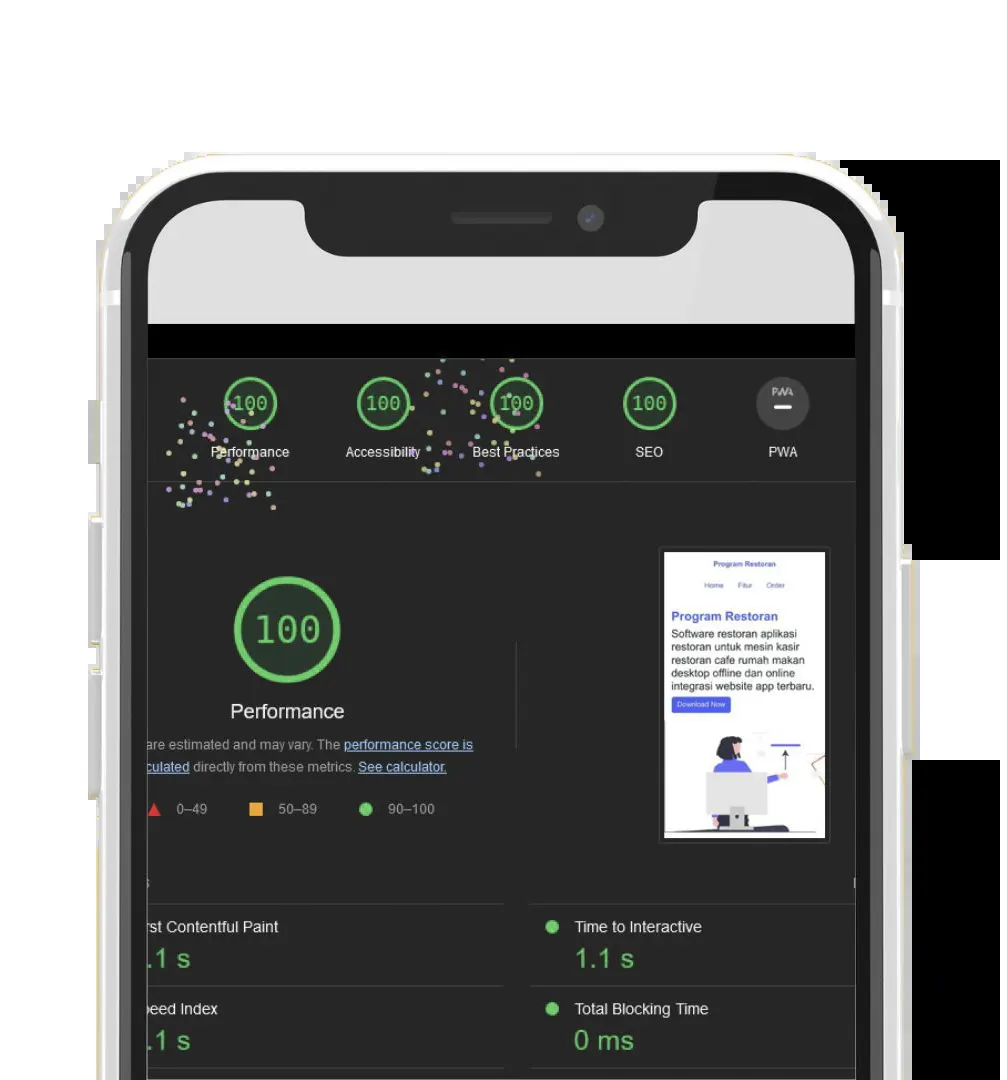 100
100
100
100
PWA
Performance
Accessibility
Best Practices
SEO
PWA
100
Performance
are estimated and may vary. The performance score is
culated directly from these metrics. See calculator.
0–49
50–89
90–100
Program Restoran
Home Fitur Order
Program Restoran
Software restoran aplikasi
restoran untuk mesin kasir
restoran cafe rumah makan
desktop offline dan online
integrasi website app terbaru.
Download Now
rst Contentful Paint
.1 s
Time to Interactive
1.1 s
peed Index
.1 s
Total Blocking Time
0 ms